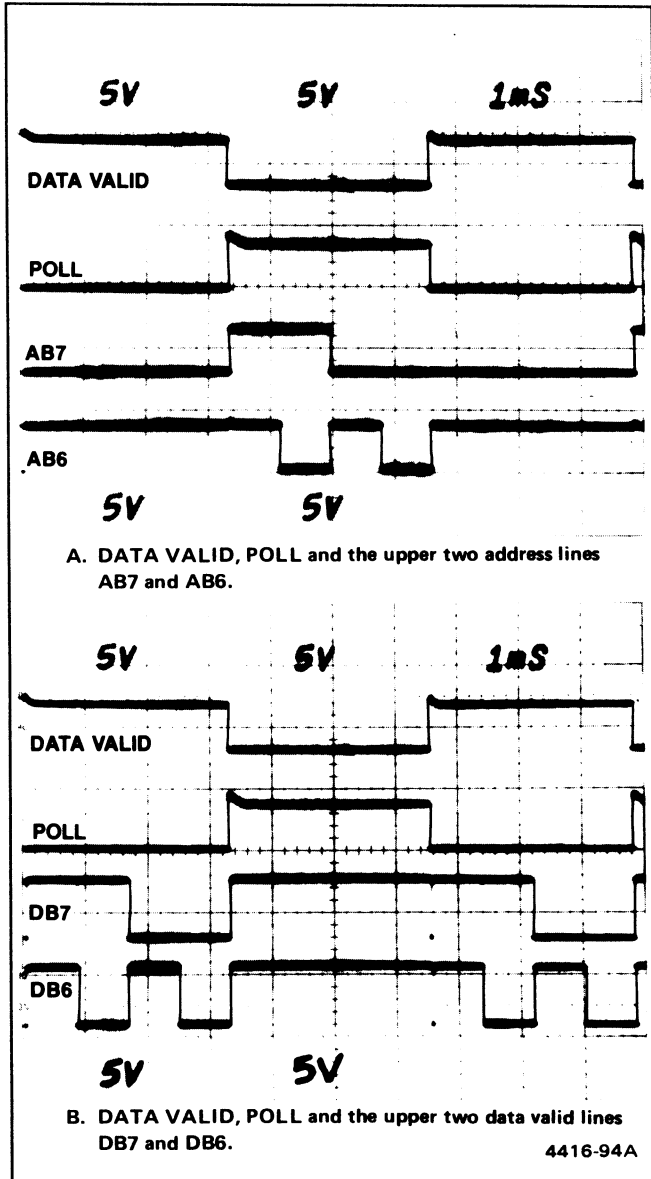 5V 5V 1mS
DATA VALID
POLL
AB7
AB6
5V 5V
A. DATA VALID, POLL and the upper two address lines
AB7 and AB6.
5V 5V 1mS
DATA VALID
POLL
DB7
DB6
5V 5V
B. DATA VALID, POLL and the upper two data valid lines
DB7 and DB6.
4416-94A